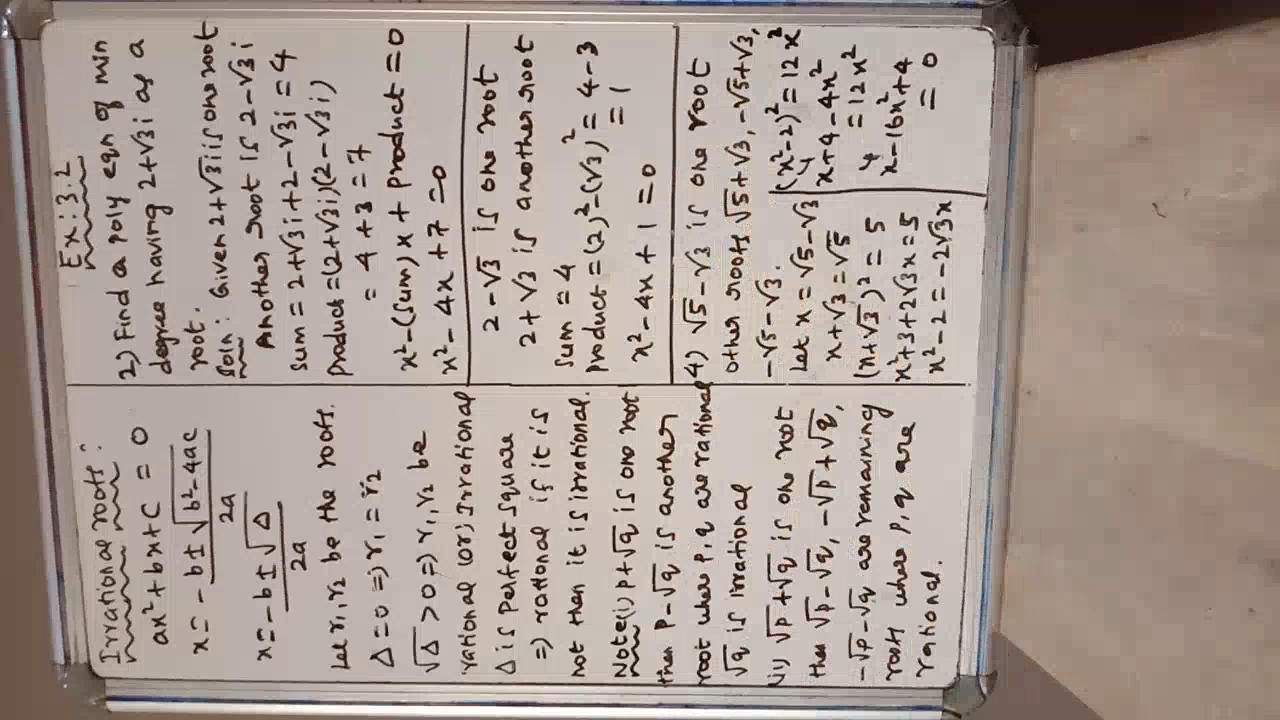 Irrational roots:
ax² + bx + C = 0
x = - b ± √b²-4ac
2a
x = - b ± √Δ
2a
Let r₁, r₂ be the roots.
Δ = 0 => r₁ = r₂
√Δ > 0 => r₁, r₂ be
rational (or) Irrational
Δ is Perfect Square
=) rational if it is
not then it is irrational.
Note (i) P+√q is one root
then P-√q is another
root where P, q are rational
√q is irrational
ii) √P+√q is one root
then √P-√q, -√P+√q,
-√P-√q are remaining
roots where P, q are
rational.
Ex: 3.2
2) Find a poly eqn of min
degree having 2+√3i as a
root.
Soln: Given 2+√3i is one root
Another root is 2-√3i
Sum = 2+√3i+2-√3i = 4
Product = (2+√3i)(2-√3i)
= 4+3 = 7
x²-(Sum)x + Product = 0
x²-4x+7=0
2-√3 is one root
2+√3 is another root
Sum = 4
Product = (2)²-(√3)² = 4-3
= 1
x²-4x+1=0
4) √5-√3 is one root
other roots √5+√3, -√5+√3,
-√5-√3.
Let x = √5-√3
x+√3 = √5
(x+√3)² = 5
x²+3+2√3x=5
x²-2 = -2√3x
(x²-2)² = 12x²
x⁴+4-4x²
= 12x²
x⁴-16x²+4
= 0